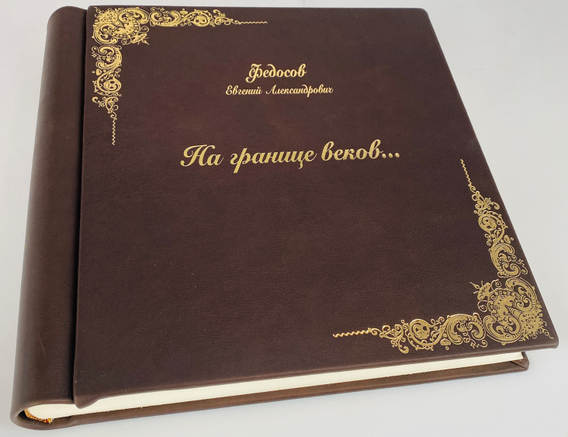 Федосов
Евгений Александрович
На границе веков...